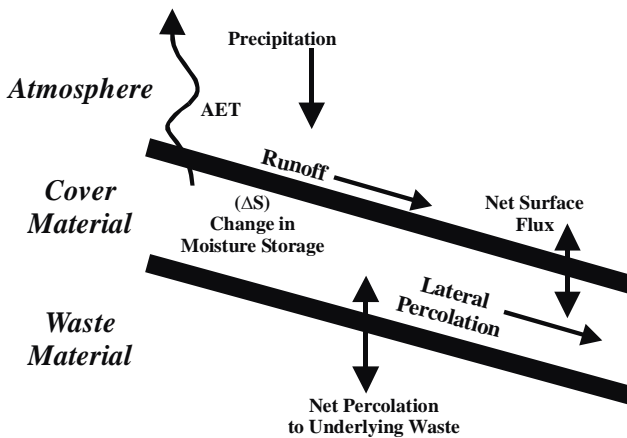 Precipitation
Atmosphere
AET
Runoff
Cover
Material
(ΔS)
Change in
Moisture Storage
Net Surface
Flux
Lateral
Percolation
Waste
Material
Net Percolation
to Underlying Waste